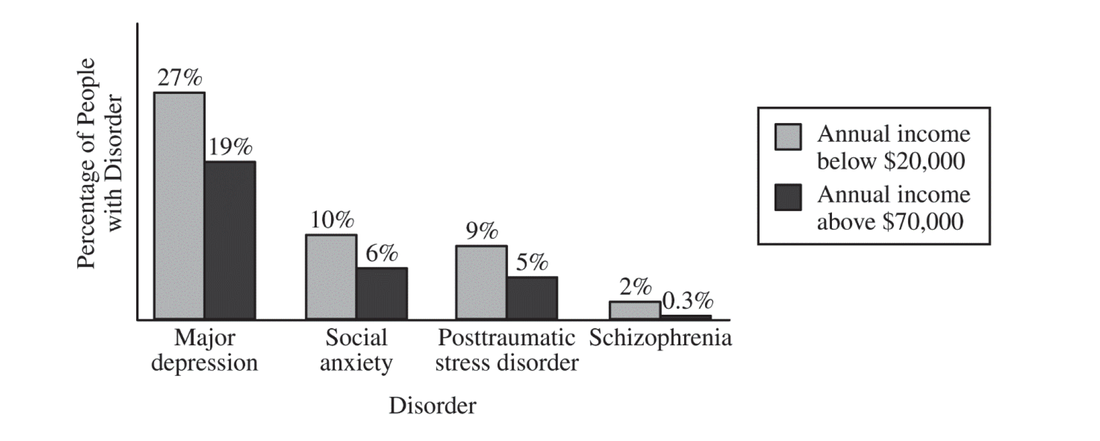 Percentage of People
with Disorder
27%
19%
10%
6%
9%
5%
2%
0.3%
Major
depression
Social
anxiety
Posttraumatic
stress disorder
Schizophrenia
Disorder
Annual income
below $20,000
Annual income
above $70,000